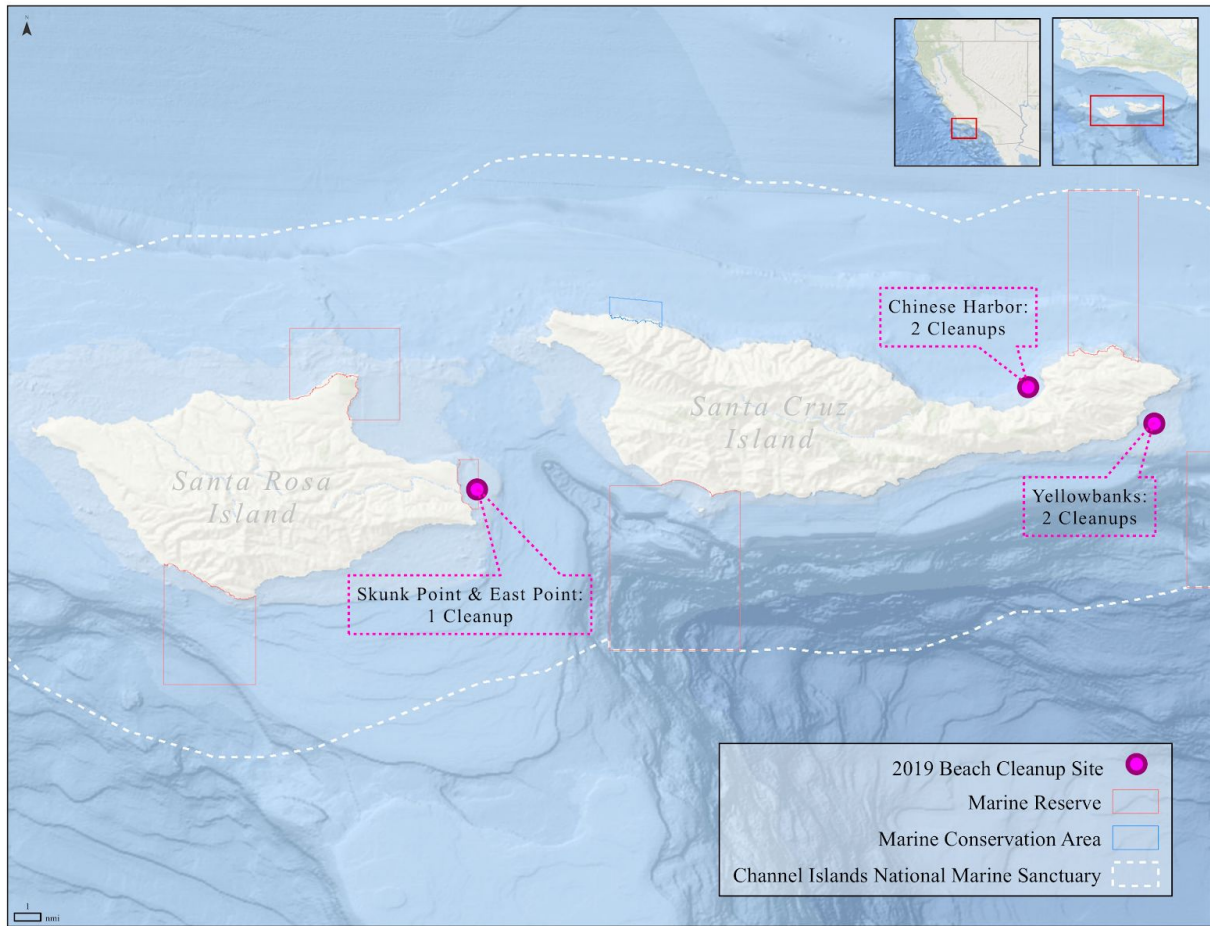 N
Chinese Harbor:
2 Cleanups
Santa Cruz
Island
Santa Rosa
Island
Yellowbanks:
2 Cleanups
Skunk Point & East Point:
1 Cleanup
2019 Beach Cleanup Site
Marine Reserve
Marine Conservation Area
Channel Islands National Marine Sanctuary
1
nmi